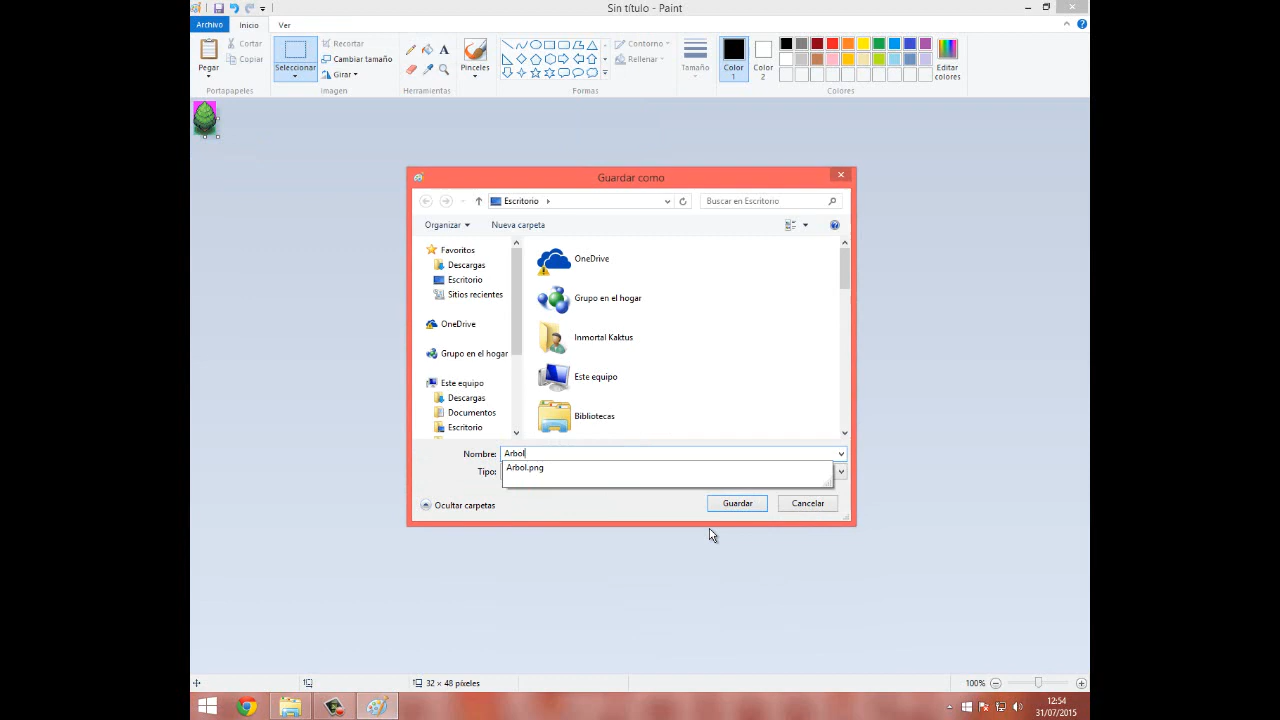 Sin título - Paint
Archivo
Inicio
Ver
Pegar
Cortar
Copiar
Portapapeles
Seleccionar
Recortar
Cambiar tamaño
Girar
Imagen
Herramientas
Pinceles
Contorno
Rellenar
Formas
Tamaño
Color
1
Color
2
Editar
colores
Colores
Guardar como
Escritorio
Buscar en Escritorio
Organizar
Nueva carpeta
Favoritos
Descargas
Escritorio
Sitios recientes
OneDrive
Grupo en el hogar
Este equipo
Descargas
Documentos
Escritorio
OneDrive
Grupo en el hogar
Inmortal Kaktus
Este equipo
Bibliotecas
Nombre: Arbol
Arbol.png
Tipo:
Ocultar carpetas
Guardar
Cancelar
32 × 48 píxeles
100%
12:54
31/07/2015